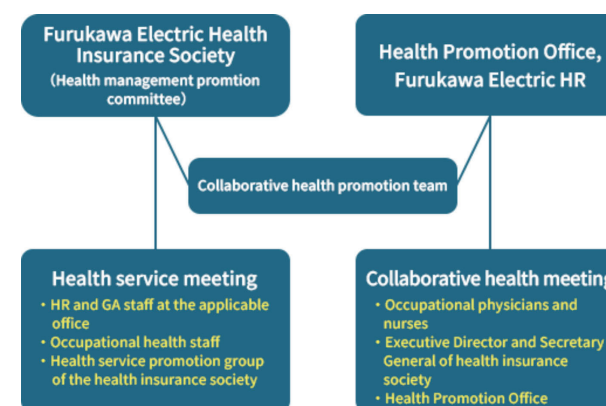 Furukawa Electric Health
Insurance Society
(Health management promtion
committee)
Health Promotion Office,
Furukawa Electric HR
Collaborative health promotion team
Health service meeting
・HR and GA staff at the applicable
office
・Occupational health staff
・Health service promotion group
of the health insurance society
Collaborative health meeting
・Occupational physicians and
nurses
・Executive Director and Secretary
General of health insurance
society
・Health Promotion Office